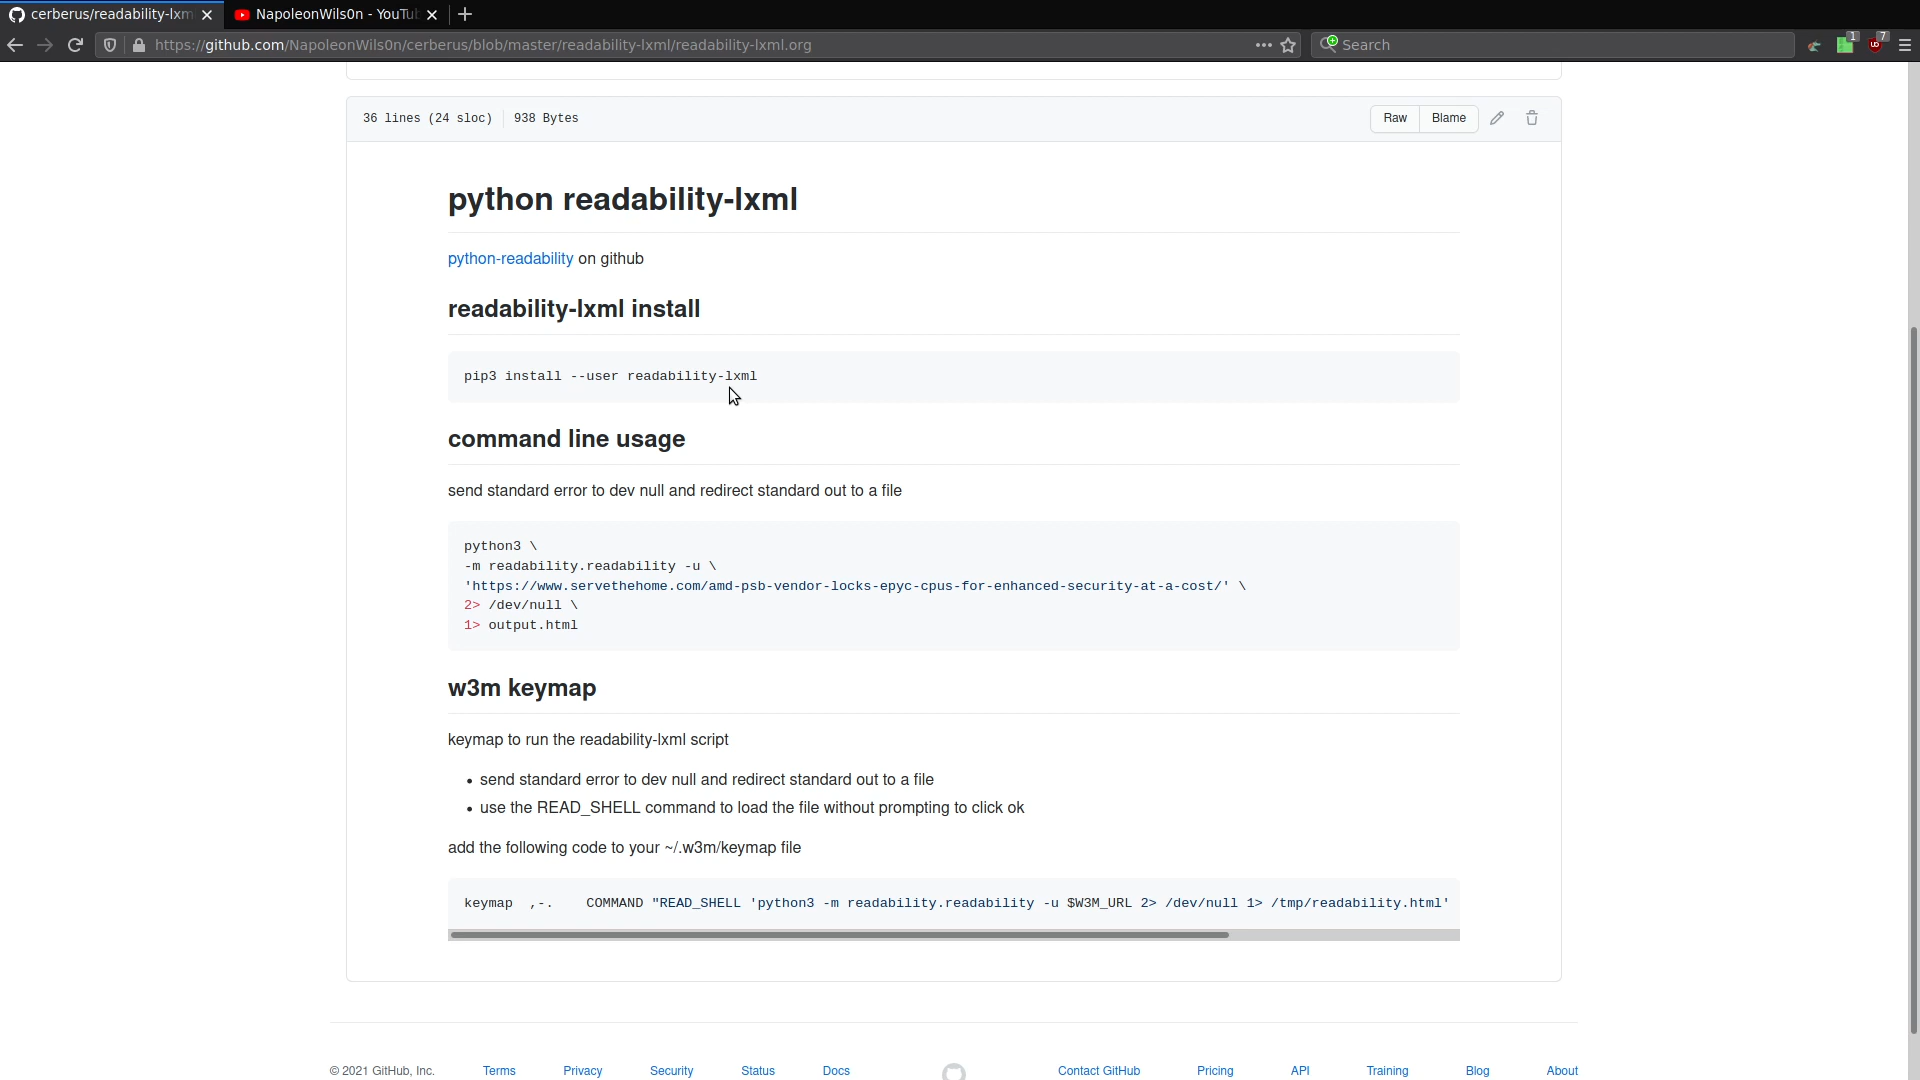 cerberus/readability-lxm
NapoleonWils0n - YouTub
https://github.com/NapoleonWils0n/cerberus/blob/master/readability-lxml/readability-lxml.org
Search
1
7
36 lines (24 sloc) 938 Bytes
Raw Blame
python readability-lxml
python-readability on github
readability-lxml install
pip3 install --user readability-lxml
command line usage
send standard error to dev null and redirect standard out to a file
python3 \
-m readability.readability -u \
'https://www.servethehome.com/amd-psb-vendor-locks-epyc-cpus-for-enhanced-security-at-a-cost/' \
2> /dev/null \
1> output.html
w3m keymap
keymap to run the readability-lxml script
• send standard error to dev null and redirect standard out to a file
• use the READ_SHELL command to load the file without prompting to click ok
add the following code to your ~/.w3m/keymap file
keymap ,-. COMMAND "READ_SHELL 'python3 -m readability.readability -u $W3M_URL 2> /dev/null 1> /tmp/readability.html'
© 2021 GitHub, Inc. Terms Privacy Security Status Docs Contact GitHub Pricing API Training Blog About